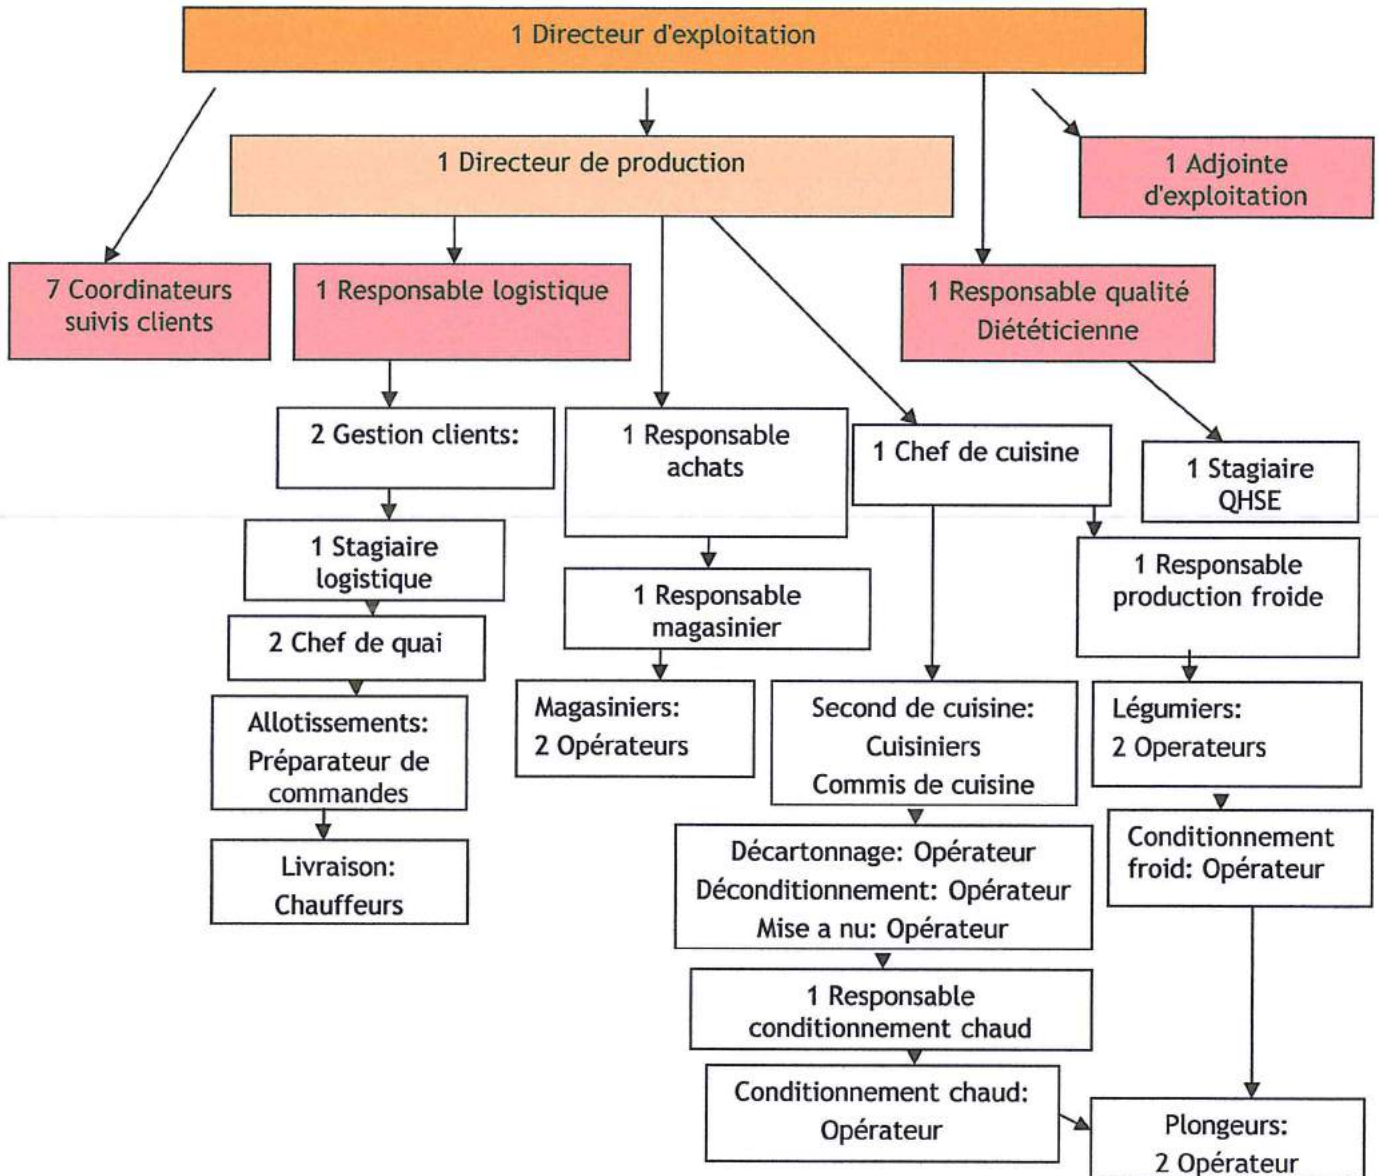 1 Directeur d'exploitation
1 Directeur de production
1 Adjointe
d'exploitation
7 Coordinateurs
suivis clients
1 Responsable logistique
1 Responsable qualité
Diététicienne
2 Gestion clients:
1 Responsable
achats
1 Chef de cuisine
1 Stagiaire
QHSE
1 Stagiaire
logistique
1 Responsable
magasinier
1 Responsable
production froide
2 Chef de quai
Allotissements:
Préparateur de
commandes
Magasiniers:
2 Opérateurs
Second de cuisine:
Cuisiniers
Commis de cuisine
Légumiers:
2 Operateurs
Livraison:
Chauffeurs
Décartonnage: Opérateur
Déconditionnement: Opérateur
Mise a nu: Opérateur
Conditionnement
froid: Opérateur
1 Responsable
conditionnement chaud
Conditionnement chaud:
Opérateur
Plongeurs:
2 Opérateur